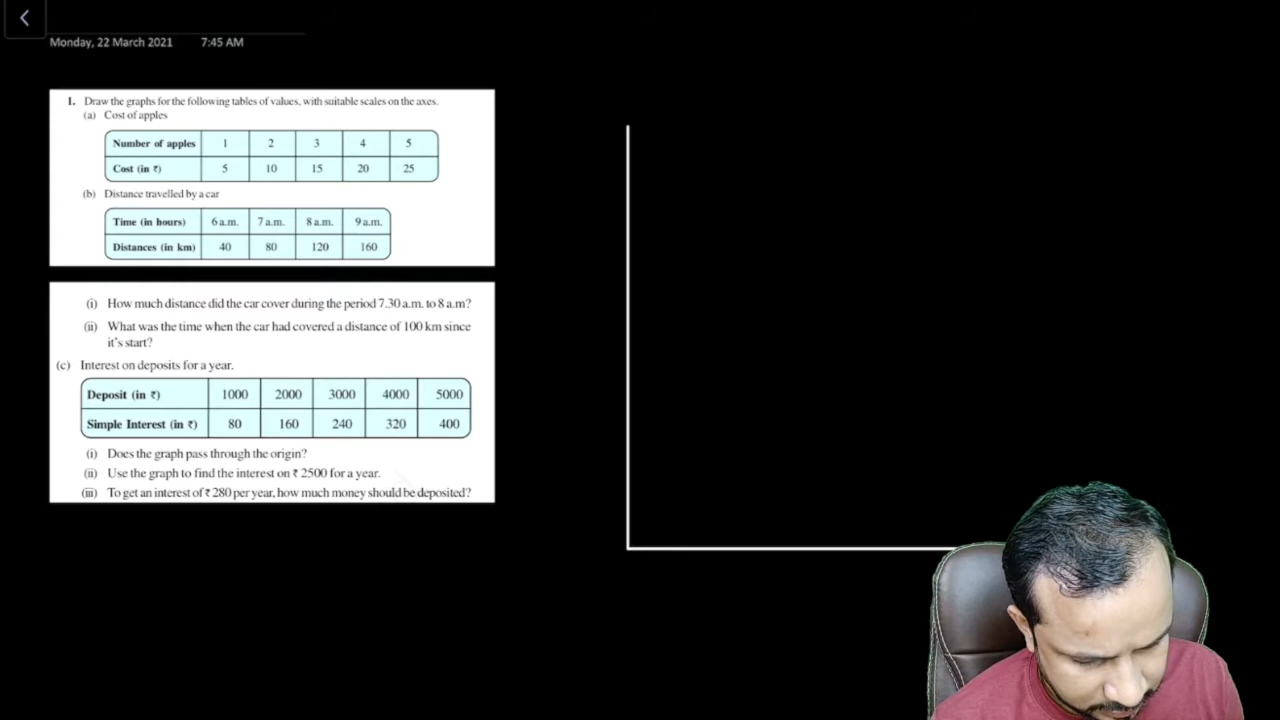 Monday, 22 March 2021 7:45 AM
1. Draw the graphs for the following tables of values, with suitable scales on the axes.
(a) Cost of apples
Number of apples 1 2 3 4 5
Cost (in ₹) 5 10 15 20 25
(b) Distance travelled by a car
Time (in hours) 6 a.m. 7 a.m. 8 a.m. 9 a.m.
Distances (in km) 40 80 120 160
(i) How much distance did the car cover during the period 7.30 a.m. to 8 a.m?
(ii) What was the time when the car had covered a distance of 100 km since
it's start?
(c) Interest on deposits for a year.
Deposit (in ₹) 1000 2000 3000 4000 5000
Simple Interest (in ₹) 80 160 240 320 400
(i) Does the graph pass through the origin?
(ii) Use the graph to find the interest on ₹ 2500 for a year.
(iii) To get an interest of ₹ 280 per year, how much money should be deposited?